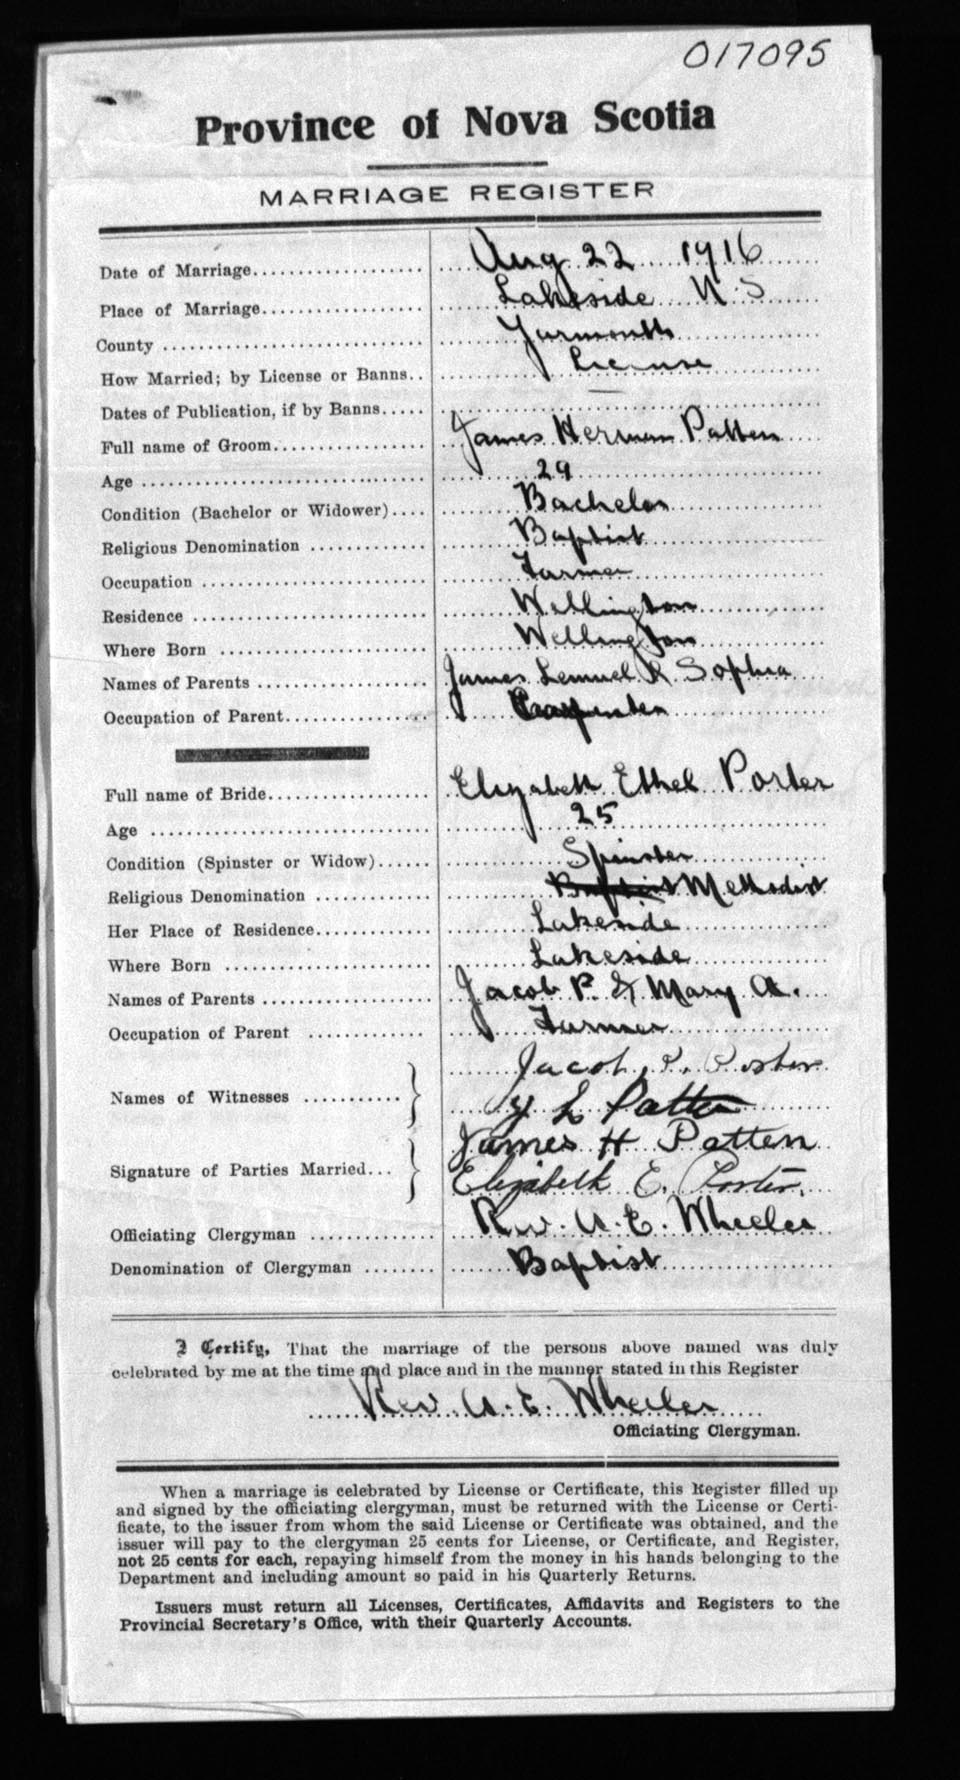 017095
Province of Nova Scotia
MARRIAGE REGISTER
Date of Marriage.................... Aug 22 1916
Place of Marriage................... Lakeside N.S
County .............................. Yarmouth
How Married; by License or Banns.. License
Dates of Publication, if by Banns..... —
Full name of Groom.................. James Herman Patten
Age ................................. 29
Condition (Bachelor or Widower).... Bachelor
Religious Denomination ............. Baptist
Occupation .......................... Farmer
Residence ........................... Wellington
Where Born ......................... Wellington
Names of Parents ................... James Lemuel & Sophia
Occupation of Parent................ Carpenter
Full name of Bride................... Elizabeth Ethel Porter
Age ................................. 25
Condition (Spinster or Widow)...... Spinster
Religious Denomination ............. Baptist Methodist
Her Place of Residence.............. Lakeside
Where Born ......................... Lakeside
Names of Parents ................... Jacob P. & Mary A.
Occupation of Parent ............... Farmer
Jacob P. Porter
Names of Witnesses ...........
L Patten
James H Patten
Signature of Parties Married...
Elizabeth E. Porter.
Officiating Clergyman ............... Rev. A. E. Wheeler
Denomination of Clergyman ........ Baptist
I Certify, That the marriage of the persons above named was duly
celebrated by me at the time and place and in the manner stated in this Register
Rev. A. E. Wheeler
Officiating Clergyman.
When a marriage is celebrated by License or Certificate, this Register filled up
and signed by the officiating clergyman, must be returned with the License or Certi-
ficate, to the issuer from whom the said License or Certificate was obtained, and the
issuer will pay to the clergyman 25 cents for License, or Certificate, and Register,
not 25 cents for each, repaying himself from the money in his hands belonging to the
Department and including amount so paid in his Quarterly Returns.
Issuers must return all Licenses, Certificates, Affidavits and Registers to the
Provincial Secretary's Office, with their Quarterly Accounts.